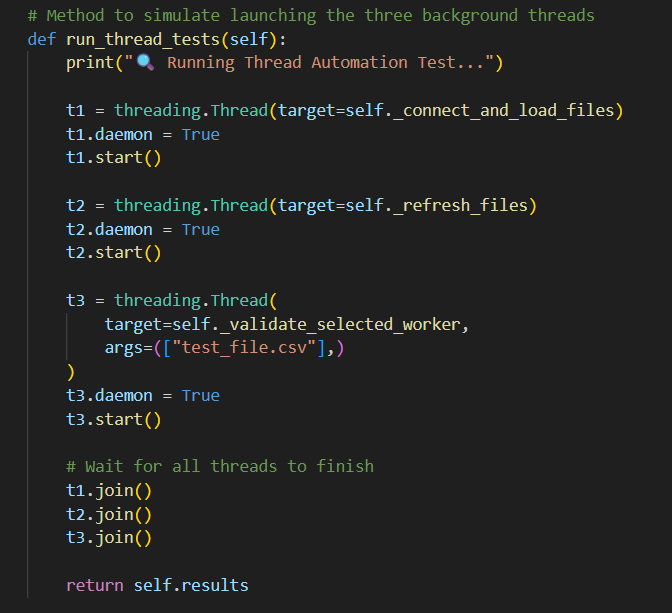 # Method to simulate launching the three background threads
def run_thread_tests(self):
print("🔍 Running Thread Automation Test...")
t1 = threading.Thread(target=self._connect_and_load_files)
t1.daemon = True
t1.start()
t2 = threading.Thread(target=self._refresh_files)
t2.daemon = True
t2.start()
t3 = threading.Thread(
target=self._validate_selected_worker,
args=(["test_file.csv"],)
)
t3.daemon = True
t3.start()
# Wait for all threads to finish
t1.join()
t2.join()
t3.join()
return self.results